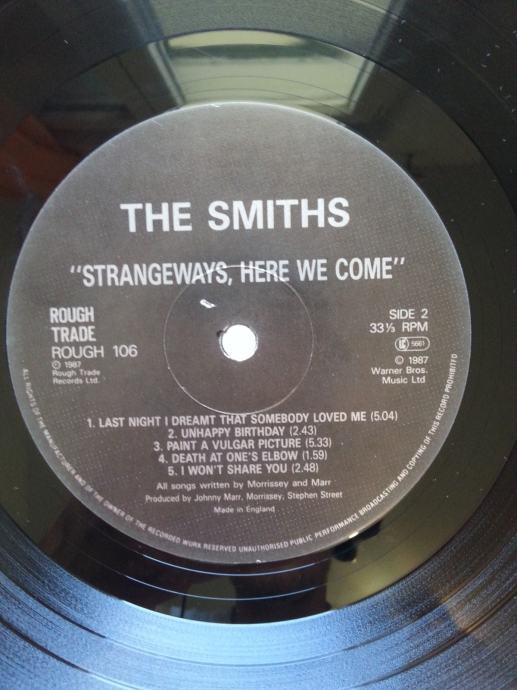 THE SMITHS
"STRANGEWAYS, HERE WE COME"
ROUGH
TRADE
ROUGH 106
℗ 1987
Rough Trade
Records Ltd.
SIDE 2
33⅓ RPM
LC 5661
© 1987
Warner Bros.
Music Ltd
1. LAST NIGHT I DREAMT THAT SOMEBODY LOVED ME (5.04)
2. UNHAPPY BIRTHDAY (2.43)
3. PAINT A VULGAR PICTURE (5.33)
4. DEATH AT ONE'S ELBOW (1.59)
5. I WON'T SHARE YOU (2.48)
All songs written by Morrissey and Marr
Produced by Johnny Marr, Morrissey, Stephen Street
Made in England
ALL RIGHTS OF THE MANUFACTURER AND OF THE OWNER OF THE RECORDED WORK RESERVED UNAUTHORISED PUBLIC PERFORMANCE BROADCASTING AND COPYING OF THIS RECORD PROHIBITED